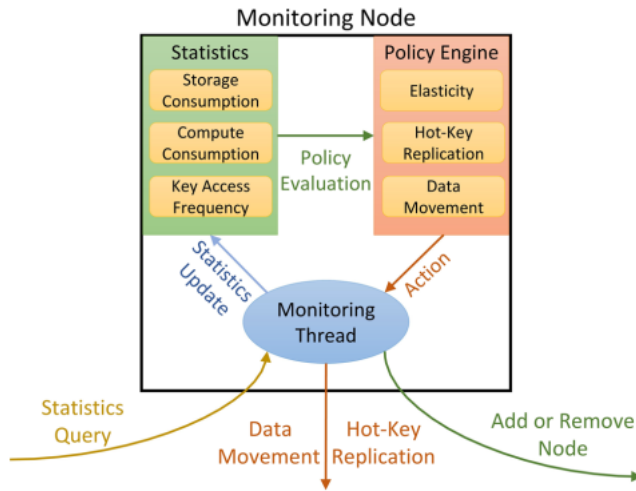 Monitoring Node
Statistics
Storage
Consumption
Compute
Consumption
Key Access
Frequency
Policy
Evaluation
Policy Engine
Elasticity
Hot-Key
Replication
Data
Movement
Statistics
Update
Action
Monitoring
Thread
Statistics
Query
Data
Movement
Hot-Key
Replication
Add or Remove
Node